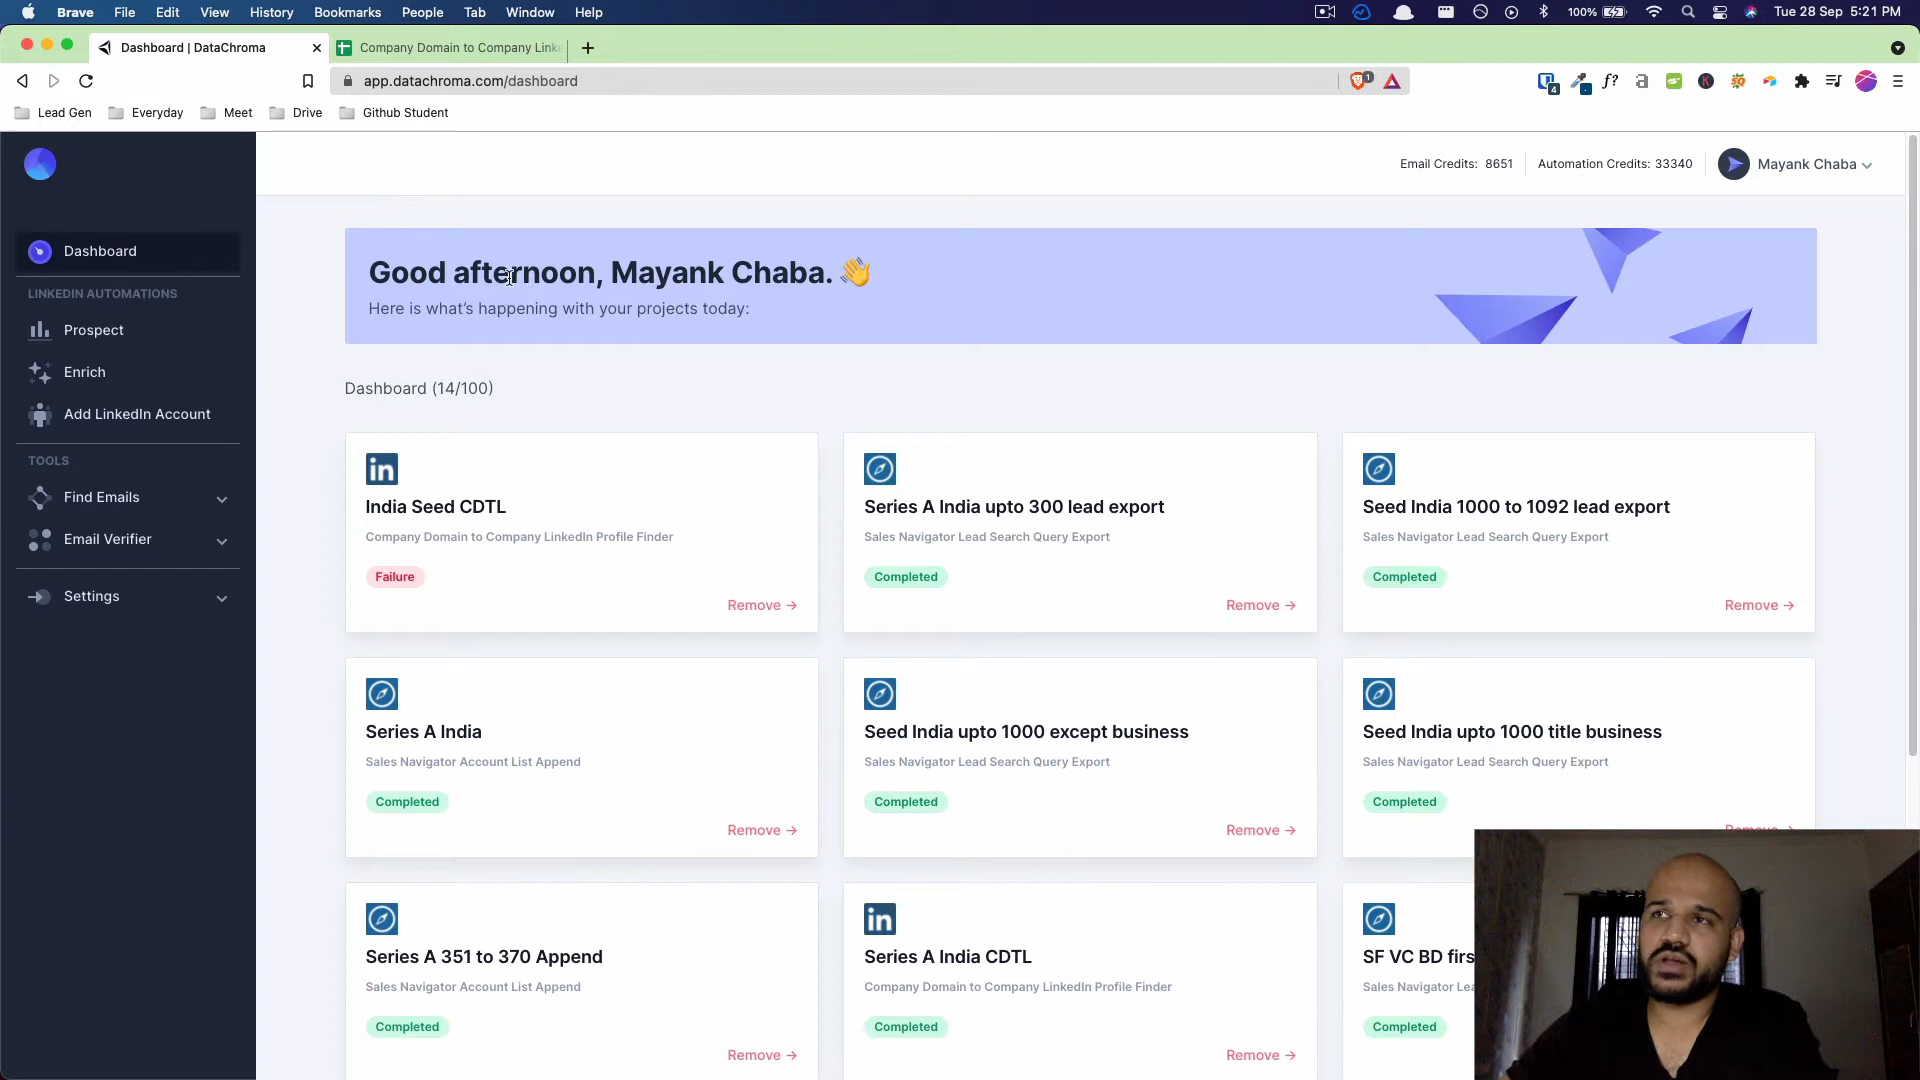 Brave File Edit View History Bookmarks People Tab Window Help 100% Tue 28 Sep 5:21 PM
Dashboard | DataChroma Company Domain to Company Linke
app.datachroma.com/dashboard 1 4 f?
Lead Gen Everyday Meet Drive Github Student
Email Credits: 8651 Automation Credits: 33340 Mayank Chaba
Dashboard
LINKEDIN AUTOMATIONS
Prospect
Enrich
Add LinkedIn Account
TOOLS
Find Emails
Email Verifier
Settings
Good afternoon, Mayank Chaba. 👋
Here is what's happening with your projects today:
Dashboard (14/100)
in
India Seed CDTL
Company Domain to Company LinkedIn Profile Finder
Failure
Remove →
Series A India upto 300 lead export
Sales Navigator Lead Search Query Export
Completed
Remove →
Seed India 1000 to 1092 lead export
Sales Navigator Lead Search Query Export
Completed
Remove →
Series A India
Sales Navigator Account List Append
Completed
Remove →
Seed India upto 1000 except business
Sales Navigator Lead Search Query Export
Completed
Remove →
Seed India upto 1000 title business
Sales Navigator Lead Search Query Export
Completed
Remove →
Series A 351 to 370 Append
Sales Navigator Account List Append
Completed
Remove →
in
Series A India CDTL
Company Domain to Company LinkedIn Profile Finder
Completed
Remove →
SF VC BD firs
Sales Navigator Lea
Completed